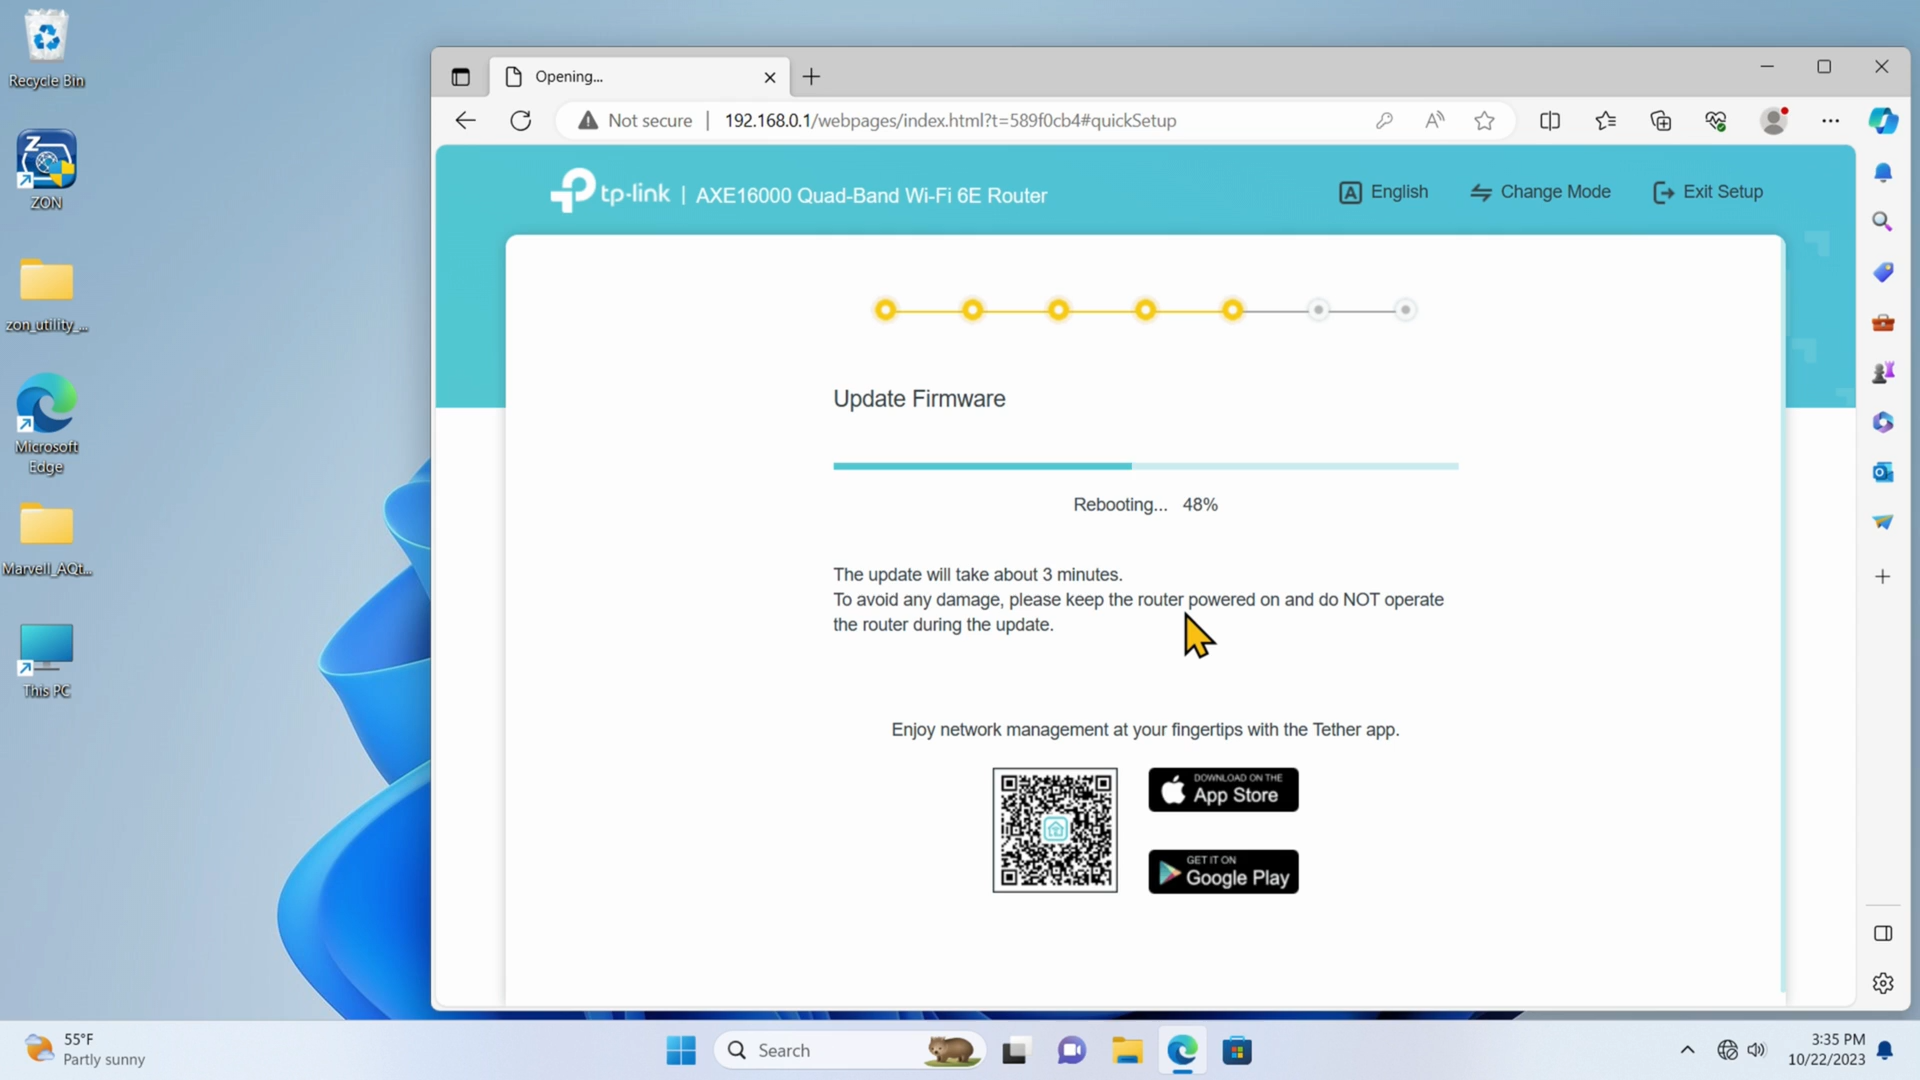 Recycle Bin
ZON
zon_utility_...
Microsoft
Edge
Marvell_AQt...
This PC
Opening...
Not secure
192.168.0.1/webpages/index.html?t=589f0cb4#quickSetup
tp-link | AXE16000 Quad-Band Wi-Fi 6E Router
English
Change Mode
Exit Setup
Update Firmware
Rebooting... 48%
The update will take about 3 minutes.
To avoid any damage, please keep the router powered on and do NOT operate
the router during the update.
Enjoy network management at your fingertips with the Tether app.
DOWNLOAD ON THE
App Store
GET IT ON
Google Play
55°F
Partly sunny
Search
3:35 PM
10/22/2023